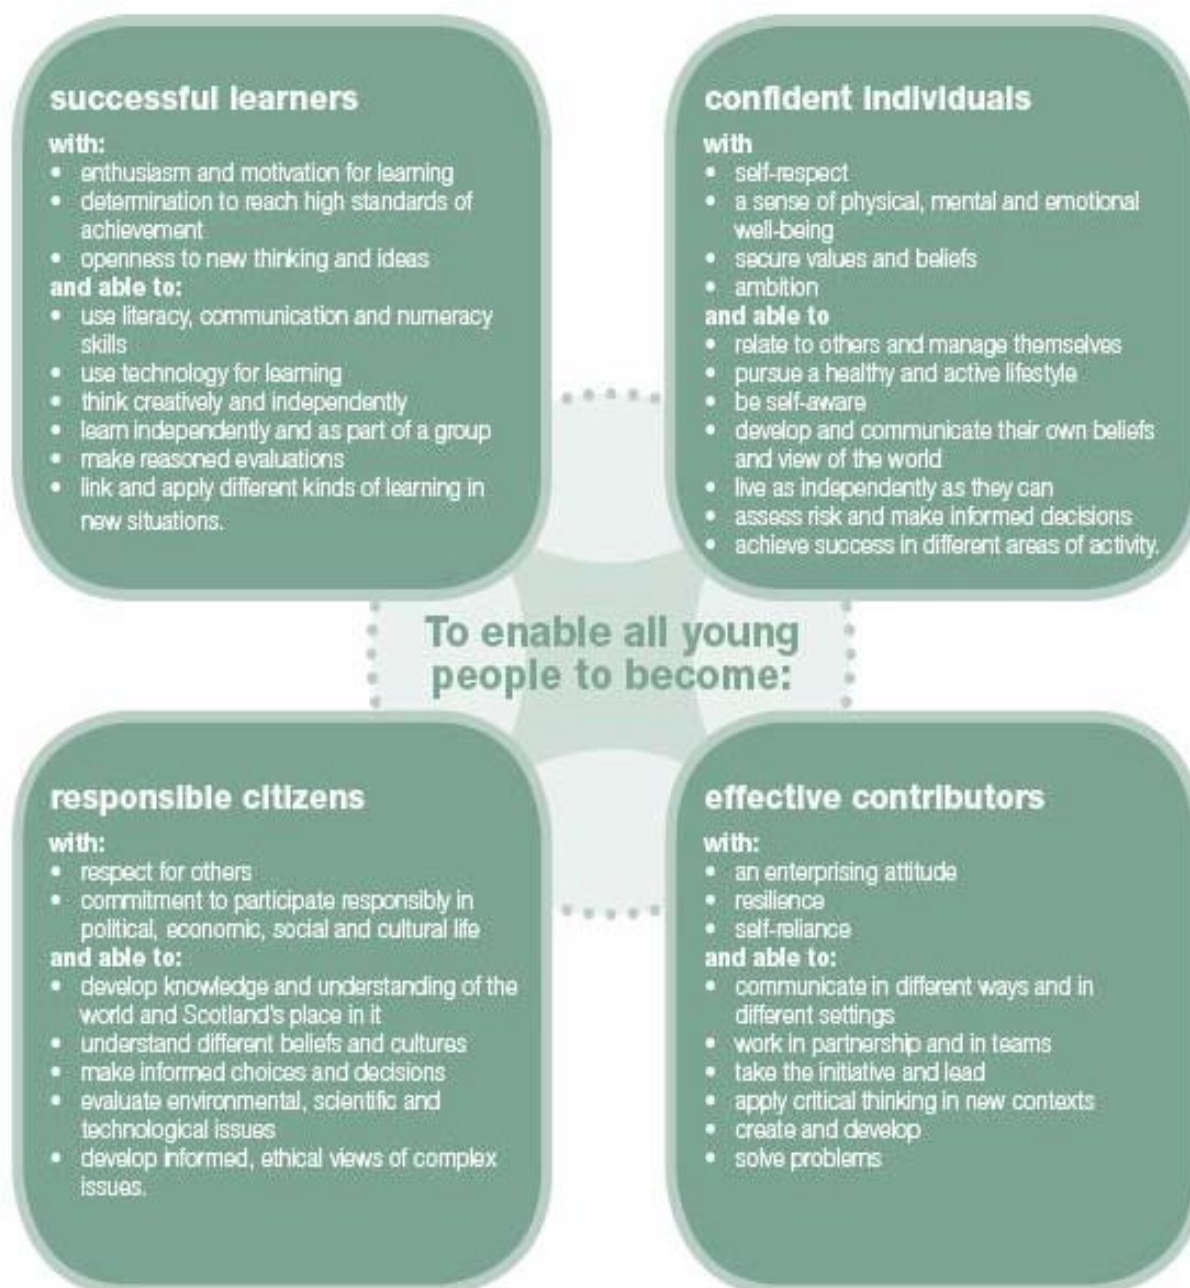 successful learners
with:
• enthusiasm and motivation for learning
• determination to reach high standards of
achievement
• openness to new thinking and ideas
and able to:
• use literacy, communication and numeracy
skills
• use technology for learning
• think creatively and independently
• learn independently and as part of a group
• make reasoned evaluations
• link and apply different kinds of learning in
new situations.
confident individuals
with
• self-respect
• a sense of physical, mental and emotional
well-being
• secure values and beliefs
• ambition
and able to
• relate to others and manage themselves
• pursue a healthy and active lifestyle
• be self-aware
• develop and communicate their own beliefs
and view of the world
• live as independently as they can
• assess risk and make informed decisions
• achieve success in different areas of activity.
To enable all young
people to become:
responsible citizens
with:
• respect for others
• commitment to participate responsibly in
political, economic, social and cultural life
and able to:
• develop knowledge and understanding of the
world and Scotland's place in it
• understand different beliefs and cultures
• make informed choices and decisions
• evaluate environmental, scientific and
technological issues
• develop informed, ethical views of complex
issues.
effective contributors
with:
• an enterprising attitude
• resilience
• self-reliance
and able to:
• communicate in different ways and in
different settings
• work in partnership and in teams
• take the initiative and lead
• apply critical thinking in new contexts
• create and develop
• solve problems